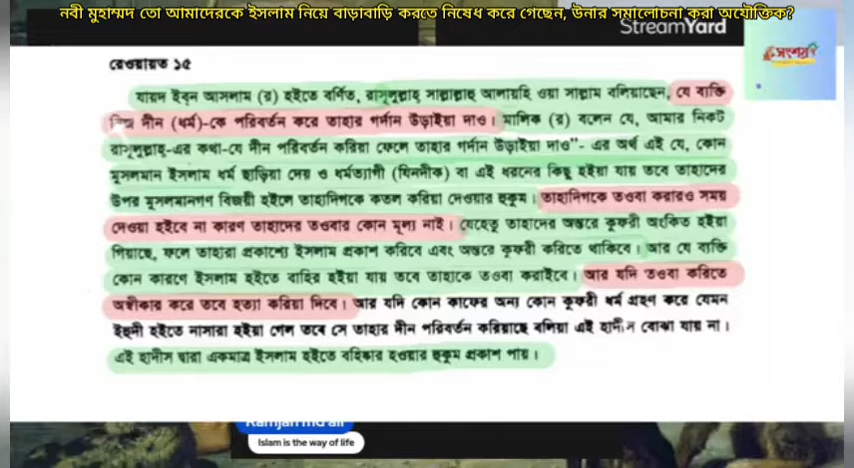 নবী মুহাম্মদ তো আমাদেরকে ইসলাম নিয়ে বাড়াবাড়ি করতে নিষেধ করে গেছেন, উনার সমালোচনা করা অযৌক্তিক?
StreamYard
সংশয়
রেওয়ায়ত ১৫
যায়দ ইবন আসলাম (র) হইতে বর্ণিত, রাসূলুল্লাহ্ সাল্লাল্লাহু আলায়হি ওয়া সাল্লাম বলিয়াছেন, যে ব্যক্তি
দীন (ধর্ম)-কে পরিবর্তন করে তাহার গর্দান উড়াইয়া দাও। মালিক (র) বলেন যে, আমার নিকট
রাসূলুল্লাহ্-এর কথা-যে দীন পরিবর্তন করিয়া ফেলে তাহার গর্দান উড়াইয়া দাও"- এর অর্থ এই যে, কোন
মুসলমান ইসলাম ধর্ম ছাড়িয়া দেয় ও ধর্মত্যাগী (যিনদীক) বা এই ধরনের কিছু হইয়া যায় তবে তাহাদের
উপর মুসলমানগণ বিজয়ী হইলে তাহাদিগকে কতল করিয়া দেওয়ার হুকুম। তাহাদিগকে তওবা করারও সময়
দেওয়া হইবে না কারণ তাহাদের তওবার কোন মূল্য নাই। যেহেতু তাহাদের অন্তরে কুফরী অংকিত হইয়া
গিয়াছে, ফলে তাহারা প্রকাশ্যে ইসলাম প্রকাশ করিবে এবং অন্তরে কুফরী করিতে থাকিবে। আর যে ব্যক্তি
কোন কারণে ইসলাম হইতে বাহির হইয়া যায় তবে তাহাকে তওবা করাইবে। আর যদি তওবা করিতে
অস্বীকার করে তবে হত্যা করিয়া দিবে। আর যদি কোন কাফের অন্য কোন কুফরী ধর্ম গ্রহণ করে যেমন
ইহুদী হইতে নাসারা হইয়া গেল তবে সে তাহার দীন পরিবর্তন করিয়াছে বলিয়া এই হাদীস বোঝা যায় না।
এই হাদীস দ্বারা একমাত্র ইসলাম হইতে বহিষ্কার হওয়ার হুকুম প্রকাশ পায়।
Ramjan md ali
Islam is the way of life